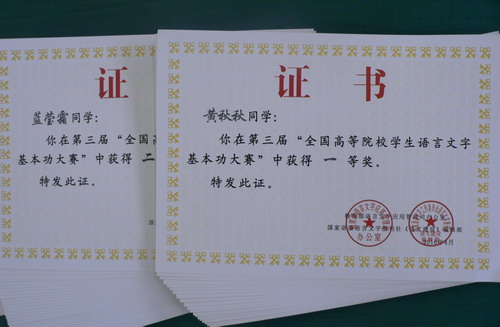 证
蓝莹霜同学：
你在第三届“全国高
基本功大赛”中获得 二
特发此证。
证 书
黄秋秋同学：
你在第三届“全国高等院校学生语言文字
基本功大赛”中获得 一 等奖。
特发此证。
办公室